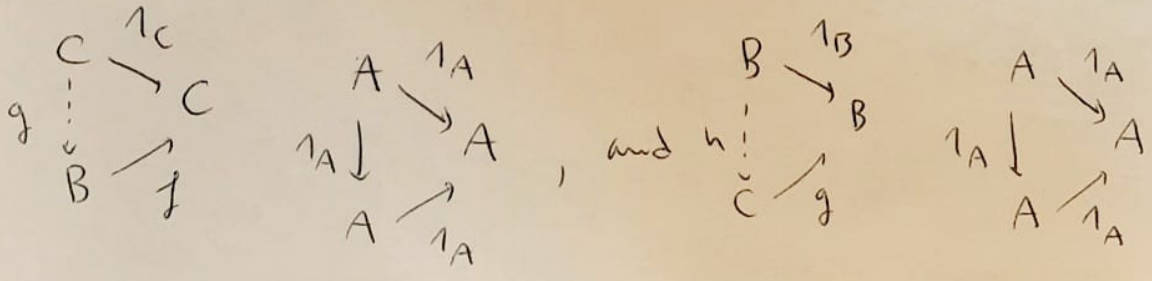 C 1_C C g B f
A 1_A A 1_A A 1_A
, and
B 1_B B h C g
A 1_A A 1_A A 1_A